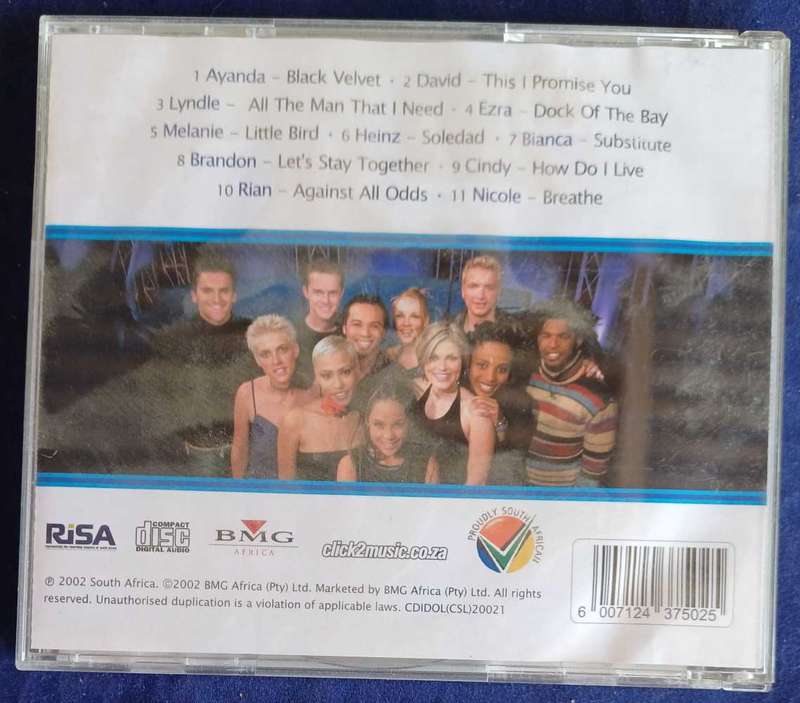 1 Ayanda – Black Velvet · 2 David – This I Promise You
3 Lyndle – All The Man That I Need · 4 Ezra – Dock Of The Bay
5 Melanie – Little Bird · 6 Heinz – Soledad · 7 Bianca – Substitute
8 Brandon – Let's Stay Together · 9 Cindy – How Do I Live
10 Rian – Against All Odds · 11 Nicole – Breathe
RiSA
COMPACT
disc
DIGITAL AUDIO
BMG
AFRICA
click2music.co.za
PROUDLY SOUTH AFRICAN
℗ 2002 South Africa. ©2002 BMG Africa (Pty) Ltd. Marketed by BMG Africa (Pty) Ltd. All rights
reserved. Unauthorised duplication is a violation of applicable laws. CDIDOL(CSL)20021
6 007124 375025